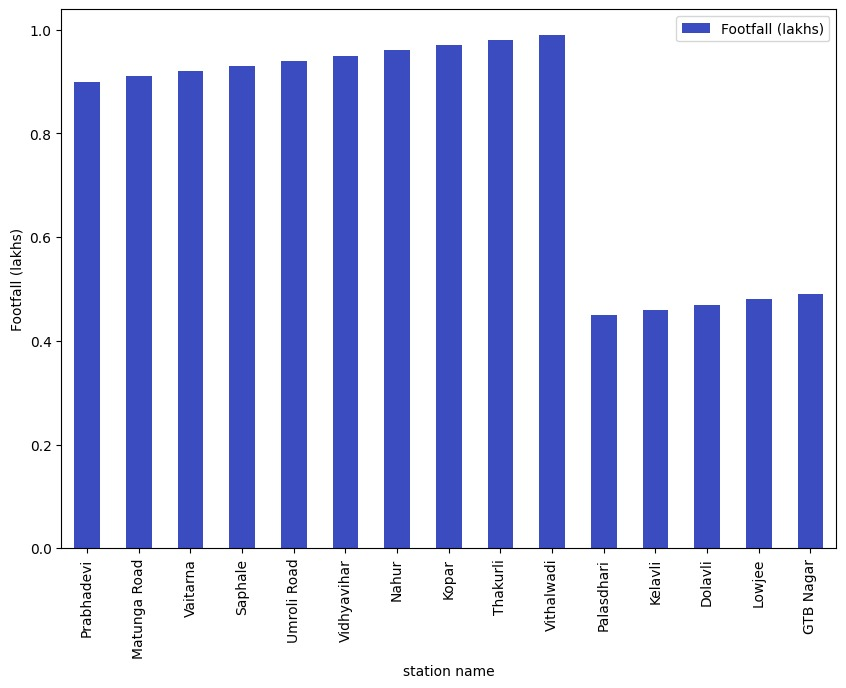 Footfall (lakhs)
1.0
0.8
0.6
0.4
0.2
0.0
Footfall (lakhs)
Prabhadevi
Matunga Road
Vaitarna
Saphale
Umroli Road
Vidhyavihar
Nahur
Kopar
Thakurli
Vithalwadi
Palasdhari
Kelavli
Dolavli
Lowjee
GTB Nagar
station name